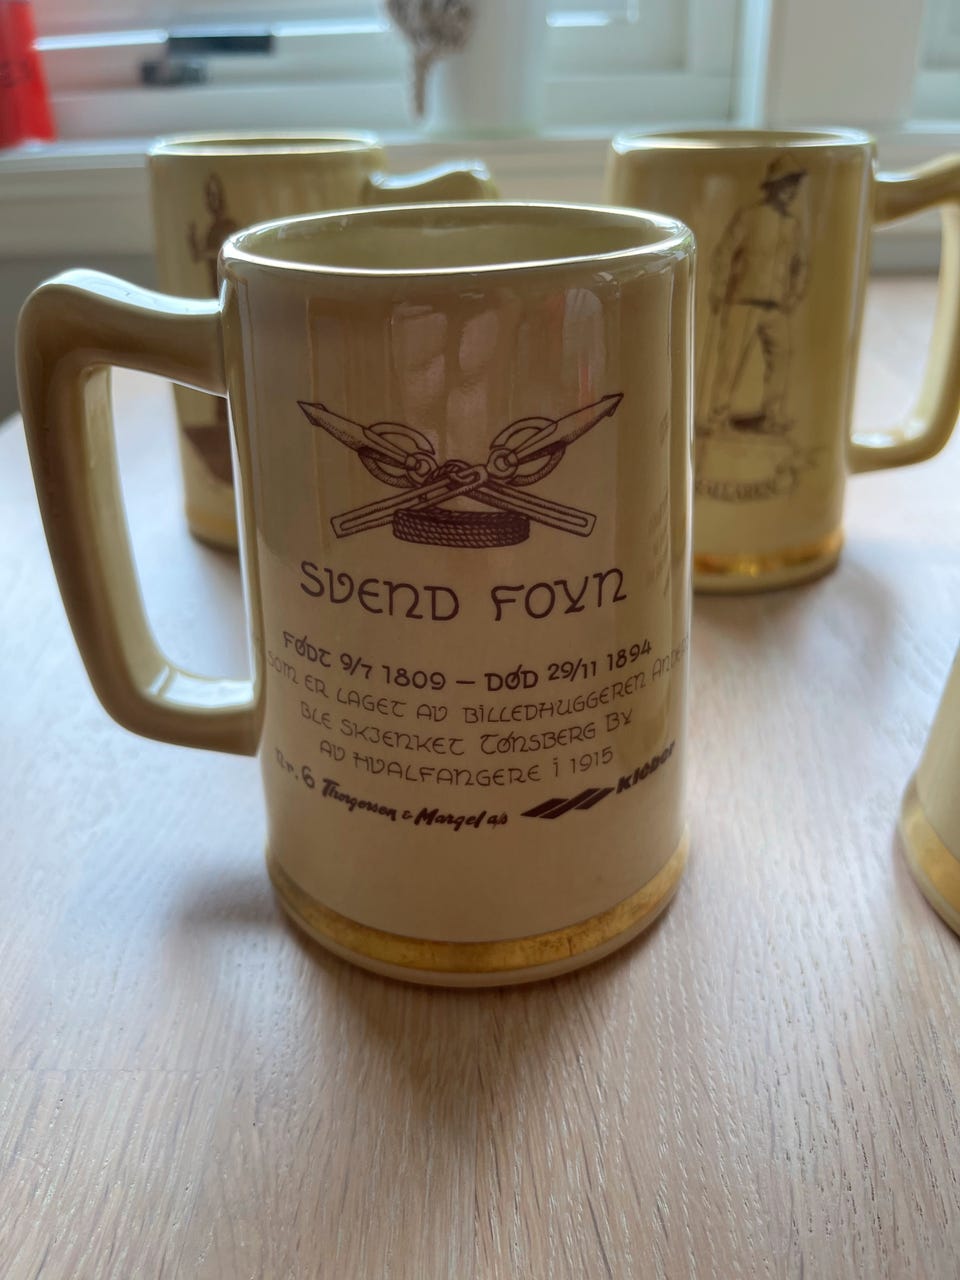 SVEND FOYN
FØDT 9/7 1809 — DØD 29/11 1894
SOM ER LAGET AV BILLEDHUGGEREN
BLE SKJENKET TØNSBERG BY
AV HVALFANGERE I 1915
Nr. 6 Thorgersen & Margel a/s Kleber